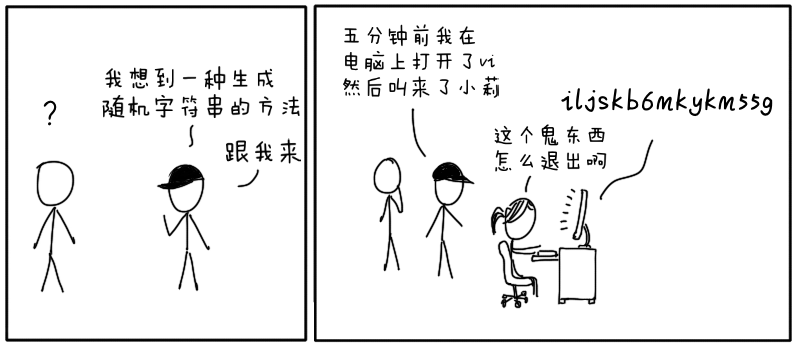 ?
我想到一种生成
随机字符串的方法
跟我来
五分钟前我在
电脑上打开了vi
然后叫来了小莉
iljskb6mkykm55g
这个鬼东西
怎么退出啊